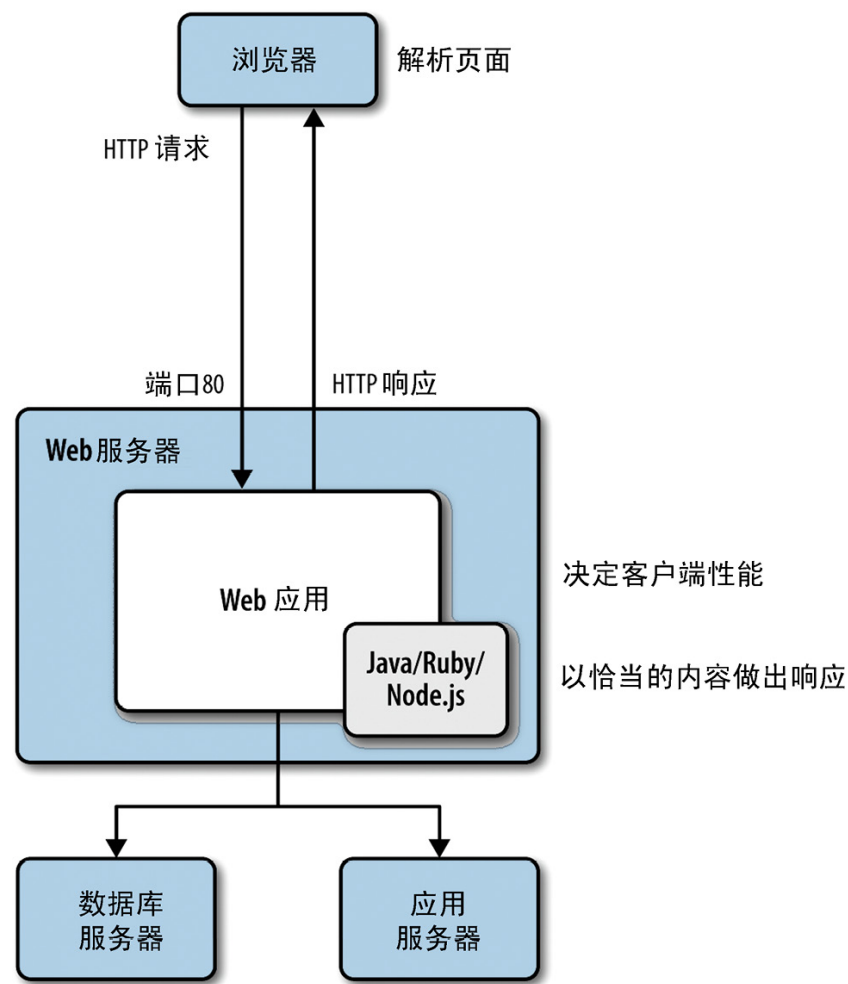 浏览器
解析页面
HTTP 请求
端口80
HTTP 响应
Web服务器
Web 应用
决定客户端性能
Java/Ruby/
Node.js
以恰当的内容做出响应
数据库
服务器
应用
服务器